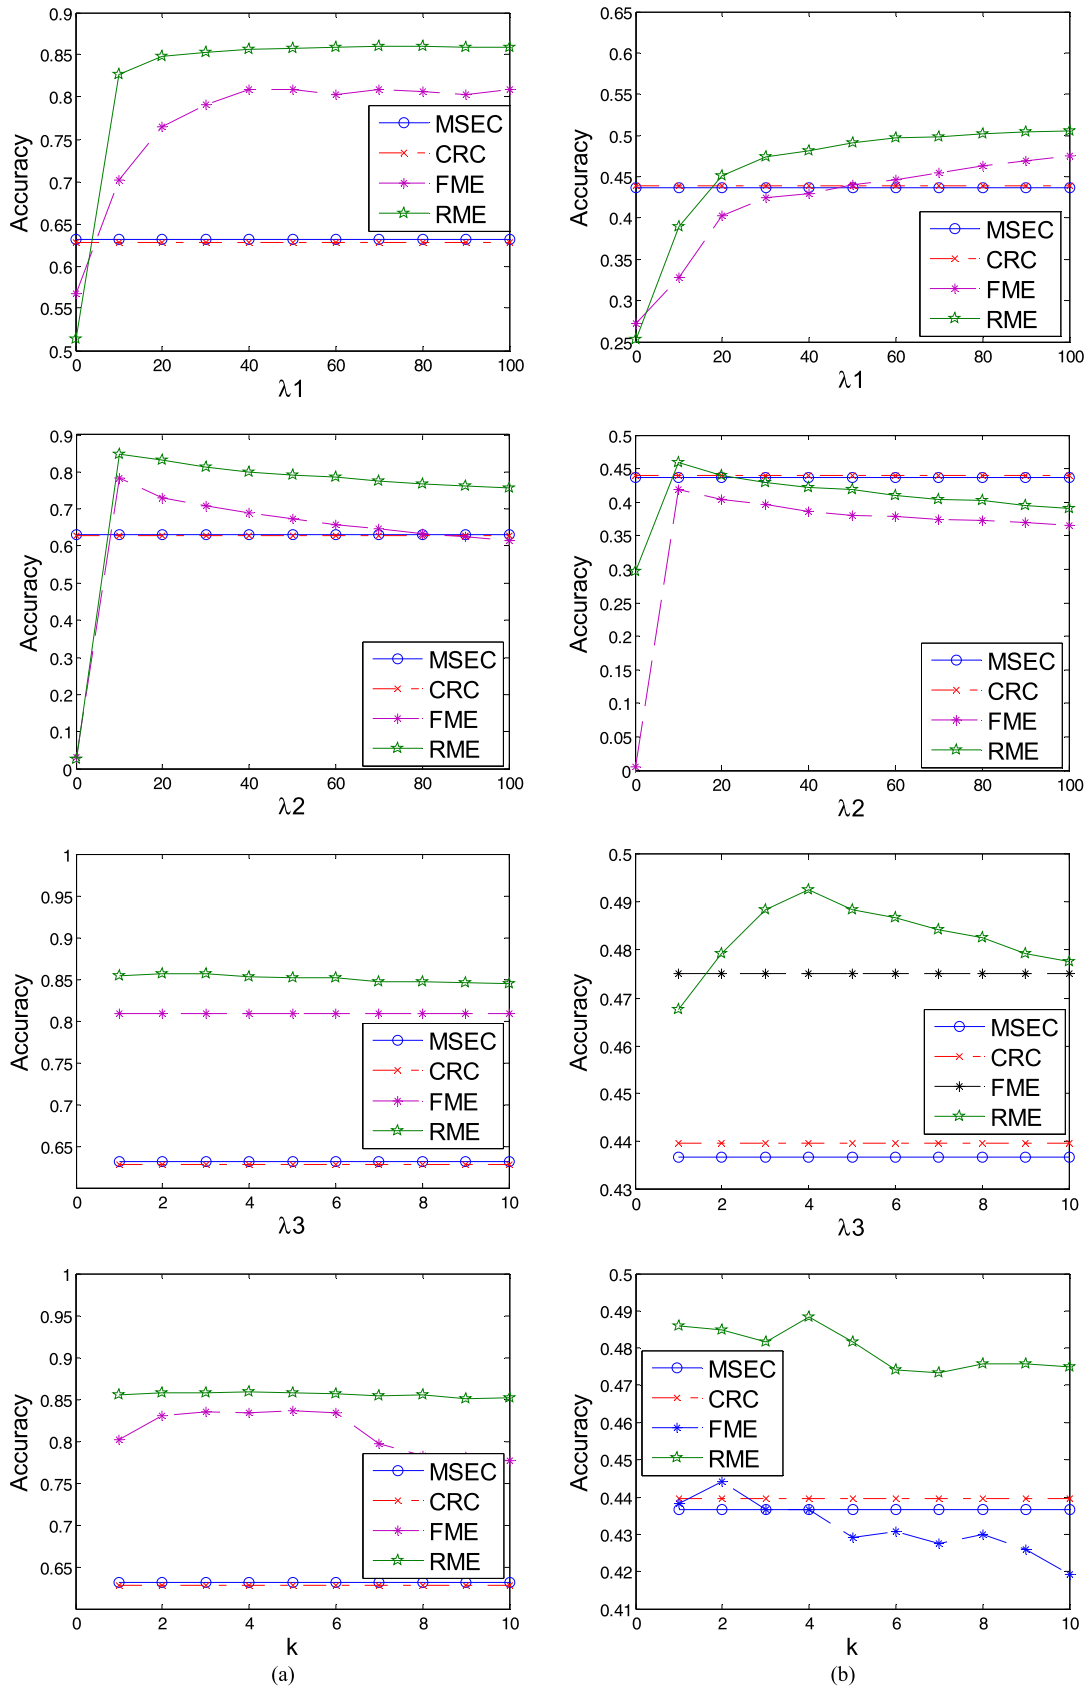 0.9
0.85
0.8
0.75
0.7
0.65
0.6
0.55
0.5
0 20 40 60 80 100
Accuracy
λ1
MSEC
CRC
FME
RME
0.65
0.6
0.55
0.5
0.45
0.4
0.35
0.3
0.25
0 20 40 60 80 100
Accuracy
λ1
MSEC
CRC
FME
RME
0.9
0.8
0.7
0.6
0.5
0.4
0.3
0.2
0.1
0
0 20 40 60 80 100
Accuracy
λ2
MSEC
CRC
FME
RME
0.5
0.45
0.4
0.35
0.3
0.25
0.2
0.15
0.1
0.05
0
0 20 40 60 80 100
Accuracy
λ2
MSEC
CRC
FME
RME
1
0.95
0.9
0.85
0.8
0.75
0.7
0.65
0 2 4 6 8 10
Accuracy
λ3
MSEC
CRC
FME
RME
0.5
0.49
0.48
0.47
0.46
0.45
0.44
0.43
0 2 4 6 8 10
Accuracy
λ3
MSEC
CRC
FME
RME
1
0.95
0.9
0.85
0.8
0.75
0.7
0.65
0 2 4 6 8 10
Accuracy
k
MSEC
CRC
FME
RME
(a)
0.5
0.49
0.48
0.47
0.46
0.45
0.44
0.43
0.42
0.41
0 2 4 6 8 10
Accuracy
k
MSEC
CRC
FME
RME
(b)